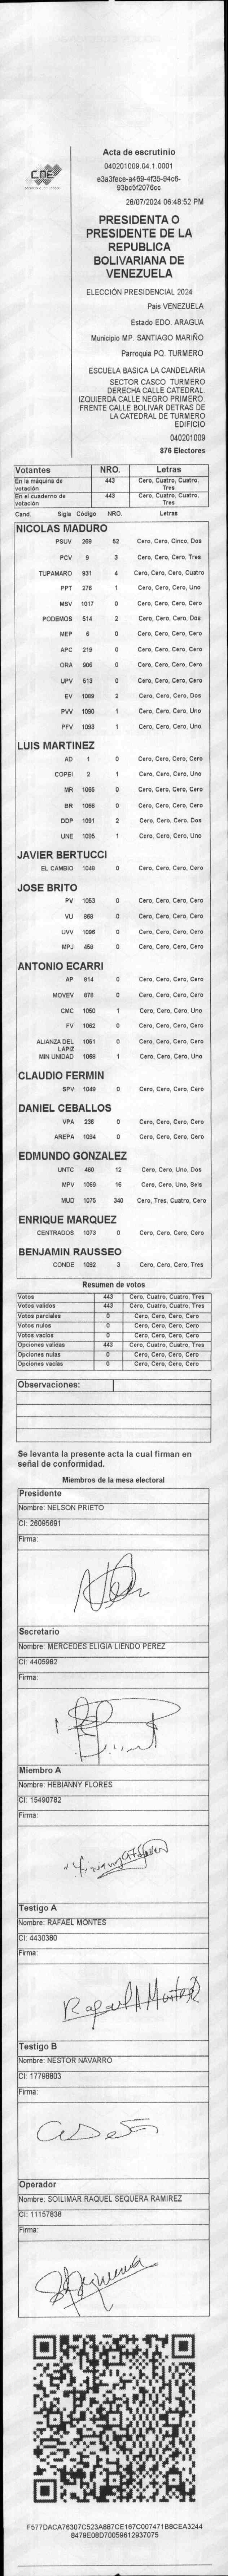 CNE
Acta de escrutinio
040201009.04.1.0001
e3a3fece-a469-4f35-94c6-
93bc5f2076cc
28/07/2024 06:48:52 PM
PRESIDENTA O
PRESIDENTE DE LA
REPUBLICA
BOLIVARIANA DE
VENEZUELA
ELECCIÓN PRESIDENCIAL 2024
Pais VENEZUELA
Estado EDO. ARAGUA
Municipio MP. SANTIAGO MARIÑO
Parroquia PQ. TURMERO
ESCUELA BASICA LA CANDELARIA
SECTOR CASCO TURMERO
DERECHA CALLE CATEDRAL.
IZQUIERDA CALLE NEGRO PRIMERO.
FRENTE CALLE BOLIVAR DETRAS DE
LA CATEDRAL DE TURMERO
EDIFICIO
040201009
876 Electores
Votantes NRO. Letras
En la máquina de votación 443 Cero, Cuatro, Cuatro, Tres
En el cuaderno de votación 443 Cero, Cuatro, Cuatro, Tres
Cand. Sigla Código NRO. Letras
NICOLAS MADURO
PSUV 269 52 Cero, Cero, Cinco, Dos
PCV 9 3 Cero, Cero, Cero, Tres
TUPAMARO 931 4 Cero, Cero, Cero, Cuatro
PPT 276 1 Cero, Cero, Cero, Uno
MSV 1017 0 Cero, Cero, Cero, Cero
PODEMOS 514 2 Cero, Cero, Cero, Dos
MEP 6 0 Cero, Cero, Cero, Cero
APC 219 0 Cero, Cero, Cero, Cero
ORA 906 0 Cero, Cero, Cero, Cero
UPV 513 0 Cero, Cero, Cero, Cero
EV 1089 2 Cero, Cero, Cero, Dos
PVV 1090 1 Cero, Cero, Cero, Uno
PFV 1093 1 Cero, Cero, Cero, Uno
LUIS MARTINEZ
AD 1 0 Cero, Cero, Cero, Cero
COPEI 2 1 Cero, Cero, Cero, Uno
MR 1065 0 Cero, Cero, Cero, Cero
BR 1066 0 Cero, Cero, Cero, Cero
DDP 1091 2 Cero, Cero, Cero, Dos
UNE 1095 1 Cero, Cero, Cero, Uno
JAVIER BERTUCCI
EL CAMBIO 1049 0 Cero, Cero, Cero, Cero
JOSE BRITO
PV 1053 0 Cero, Cero, Cero, Cero
VU 868 0 Cero, Cero, Cero, Cero
UVV 1096 0 Cero, Cero, Cero, Cero
MPJ 458 0 Cero, Cero, Cero, Cero
ANTONIO ECARRI
AP 814 0 Cero, Cero, Cero, Cero
MOVEV 878 0 Cero, Cero, Cero, Cero
CMC 1050 1 Cero, Cero, Cero, Uno
FV 1062 0 Cero, Cero, Cero, Cero
ALIANZA DEL LAPIZ 1051 0 Cero, Cero, Cero, Cero
MIN UNIDAD 1068 1 Cero, Cero, Cero, Uno
CLAUDIO FERMIN
SPV 1049 0 Cero, Cero, Cero, Cero
DANIEL CEBALLOS
VPA 236 0 Cero, Cero, Cero, Cero
AREPA 1094 0 Cero, Cero, Cero, Cero
EDMUNDO GONZALEZ
UNTC 460 12 Cero, Cero, Uno, Dos
MPV 1069 16 Cero, Cero, Uno, Seis
MUD 1075 340 Cero, Tres, Cuatro, Cero
ENRIQUE MARQUEZ
CENTRADOS 1073 0 Cero, Cero, Cero, Cero
BENJAMIN RAUSSEO
CONDE 1092 3 Cero, Cero, Cero, Tres
Resumen de votos
Votos 443 Cero, Cuatro, Cuatro, Tres
Votos validos 443 Cero, Cuatro, Cuatro, Tres
Votos parciales 0 Cero, Cero, Cero, Cero
Votos nulos 0 Cero, Cero, Cero, Cero
Votos vacios 0 Cero, Cero, Cero, Cero
Opciones validas 443 Cero, Cuatro, Cuatro, Tres
Opciones nulas 0 Cero, Cero, Cero, Cero
Opciones vacías 0 Cero, Cero, Cero, Cero
Observaciones:
Se levanta la presente acta la cual firman en
señal de conformidad.
Miembros de la mesa electoral
Presidente
Nombre: NELSON PRIETO
CI: 26095691
Firma:
Secretario
Nombre: MERCEDES ELIGIA LIENDO PEREZ
CI: 4405982
Firma:
Miembro A
Nombre: HEBIANNY FLORES
CI: 15490782
Firma:
Testigo A
Nombre: RAFAEL MONTES
CI: 4430380
Firma:
Rafael Montes
Testigo B
Nombre: NESTOR NAVARRO
CI: 17798803
Firma:
Operador
Nombre: SOILIMAR RAQUEL SEQUERA RAMIREZ
CI: 11157838
Firma:
SSequera
F577DACA76307C523A887CE167C007471B8CEA3244
8479E08D70059612937075